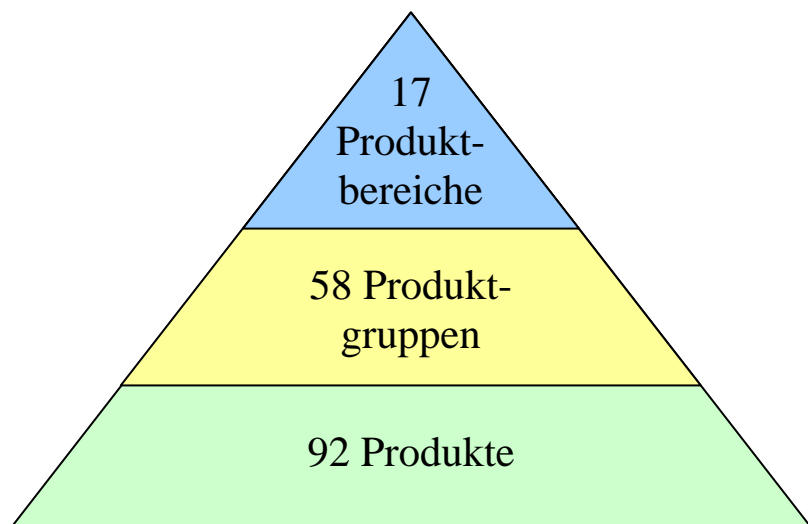 17
Produkt-
bereiche
58 Produkt-
gruppen
92 Produkte